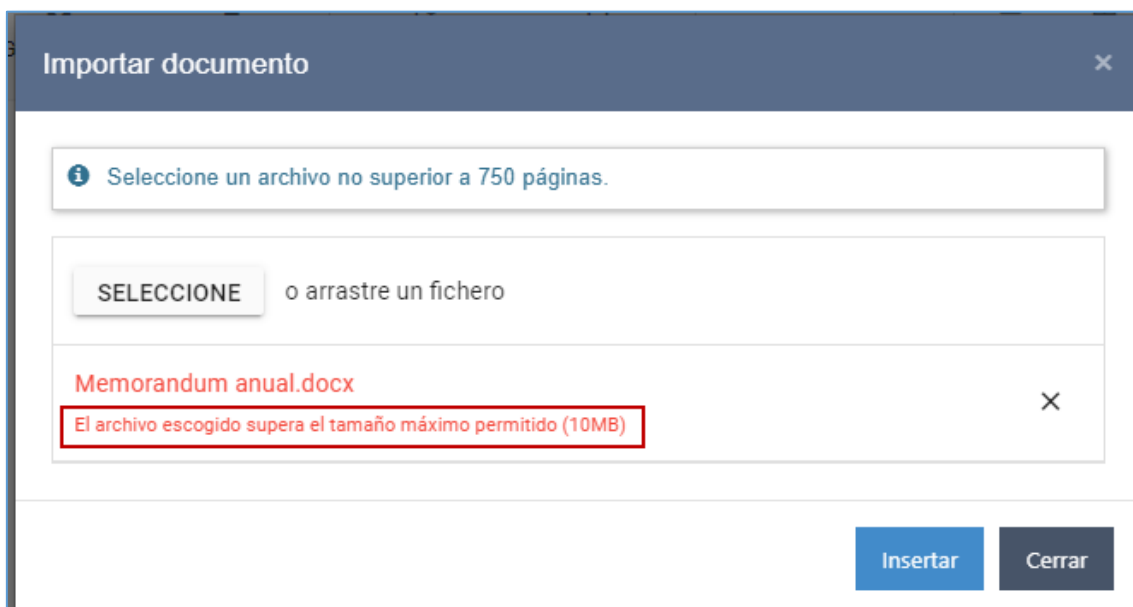 Importar documento
×
Seleccione un archivo no superior a 750 páginas.
SELECCIONE o arrastre un fichero
Memorandum anual.docx
El archivo escogido supera el tamaño máximo permitido (10MB)
Insertar Cerrar